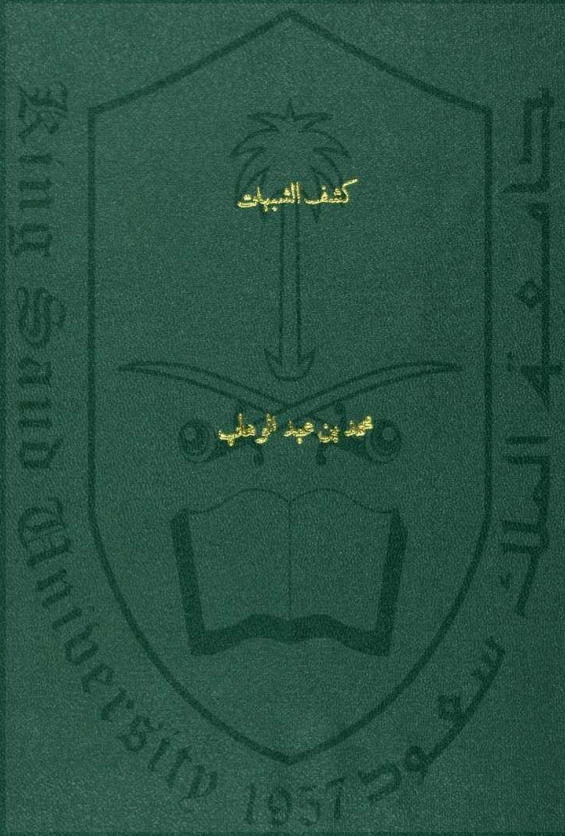 كشف الشبهات
محمد بن عبد الوهاب
King Saud University 1957
جامعة الملك سعود